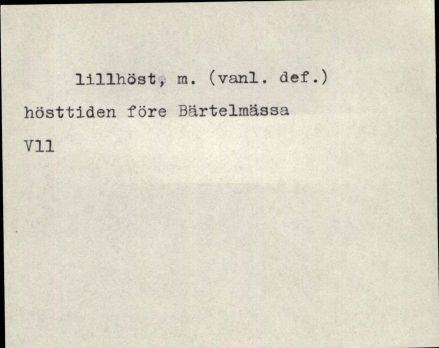 lillhöst, m. (vanl. def.)
hösttiden före Bärtelmässa
Vll